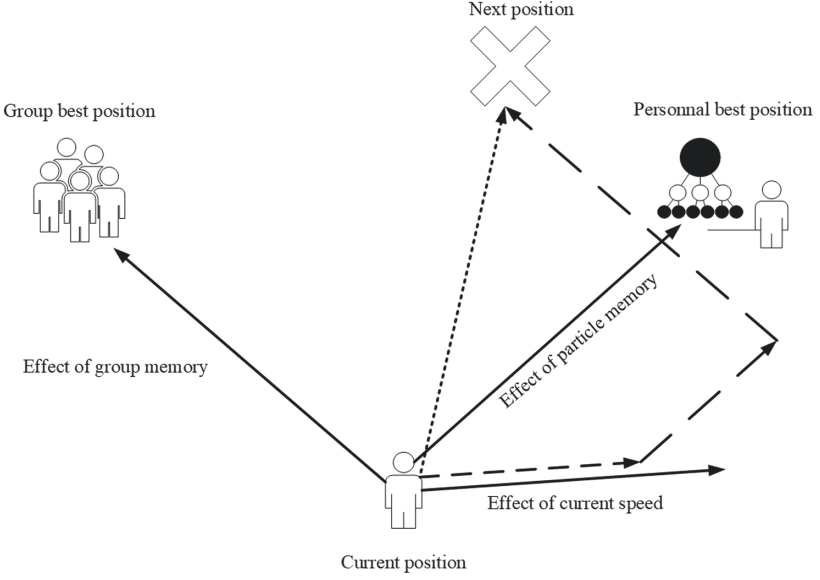 Next position
Group best position
Personnal best position
Effect of particle memory
Effect of group memory
Effect of current speed
Current position